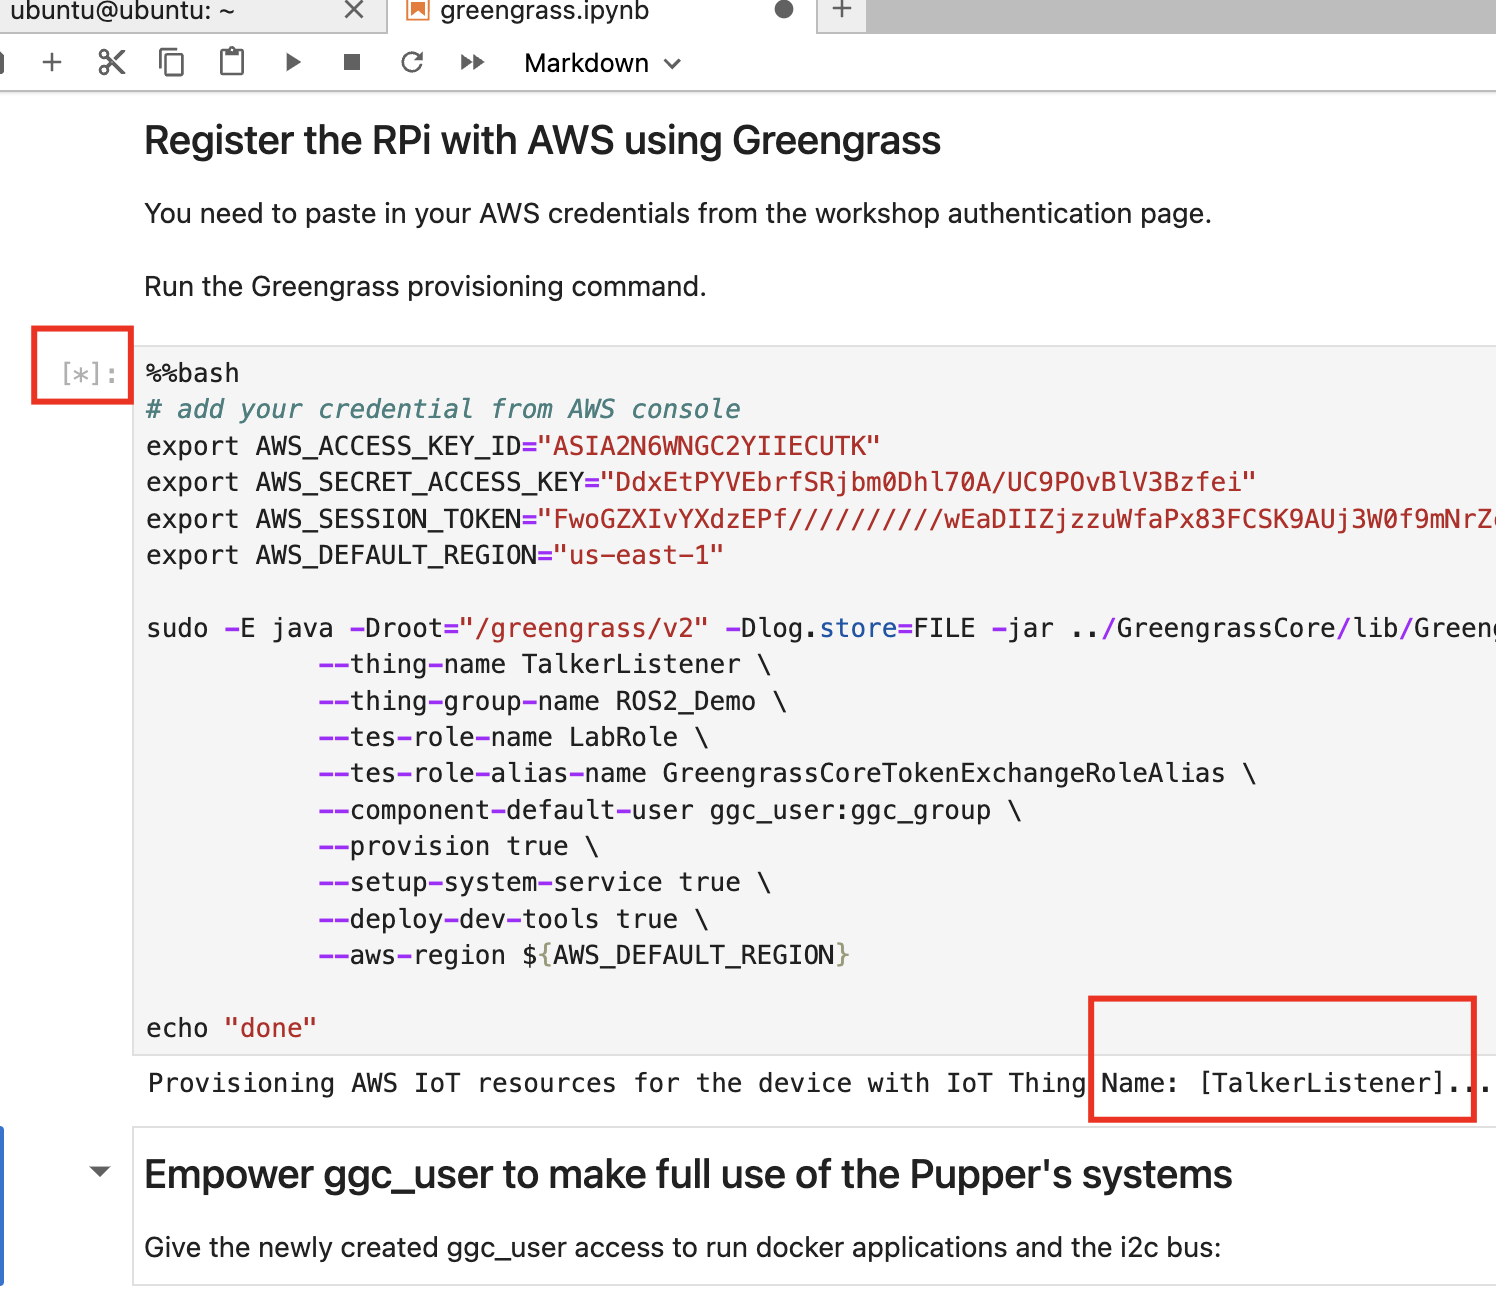 ubuntu@ubuntu: ~
greengrass.ipynb
Markdown
Register the RPi with AWS using Greengrass
You need to paste in your AWS credentials from the workshop authentication page.
Run the Greengrass provisioning command.
[*]:
%%bash
# add your credential from AWS console
export AWS_ACCESS_KEY_ID="ASIA2N6WNGC2YIIECUTK"
export AWS_SECRET_ACCESS_KEY="DdxEtPYVEbrfSRjbm0Dhl70A/UC9POvBlV3Bzfei"
export AWS_SESSION_TOKEN="FwoGZXIvYXdzEPf//////////wEaDIIZjzzuWfaPx83FCSK9AUj3W0f9mNrZ
export AWS_DEFAULT_REGION="us-east-1"
sudo -E java -Droot="/greengrass/v2" -Dlog.store=FILE -jar ../GreengrassCore/lib/Green
--thing-name TalkerListener \
--thing-group-name ROS2_Demo \
--tes-role-name LabRole \
--tes-role-alias-name GreengrassCoreTokenExchangeRoleAlias \
--component-default-user ggc_user:ggc_group \
--provision true \
--setup-system-service true \
--deploy-dev-tools true \
--aws-region ${AWS_DEFAULT_REGION}
echo "done"
Provisioning AWS IoT resources for the device with IoT Thing Name: [TalkerListener]...
Empower ggc_user to make full use of the Pupper's systems
Give the newly created ggc_user access to run docker applications and the i2c bus: